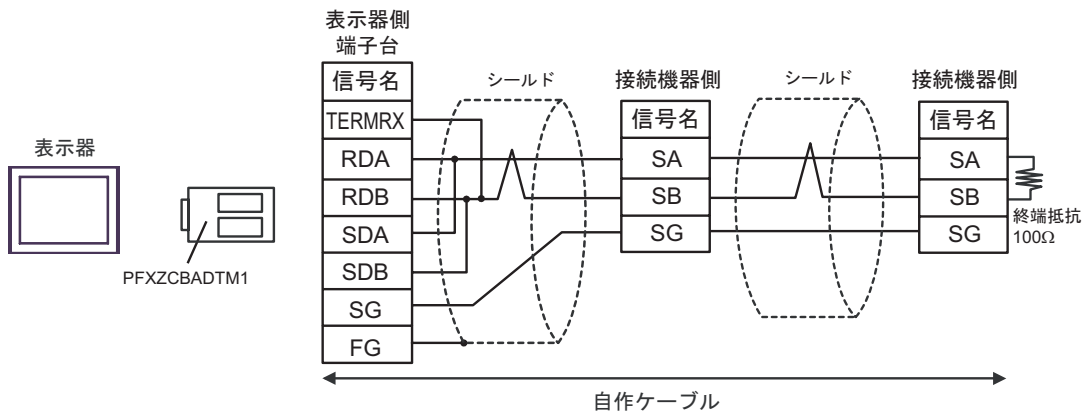 表示器
PFXZCBADTM1
表示器側
端子台
信号名
TERMRX
RDA
RDB
SDA
SDB
SG
FG
シールド
接続機器側
信号名
SA
SB
SG
シールド
接続機器側
信号名
SA
SB
SG
終端抵抗
100Ω
自作ケーブル